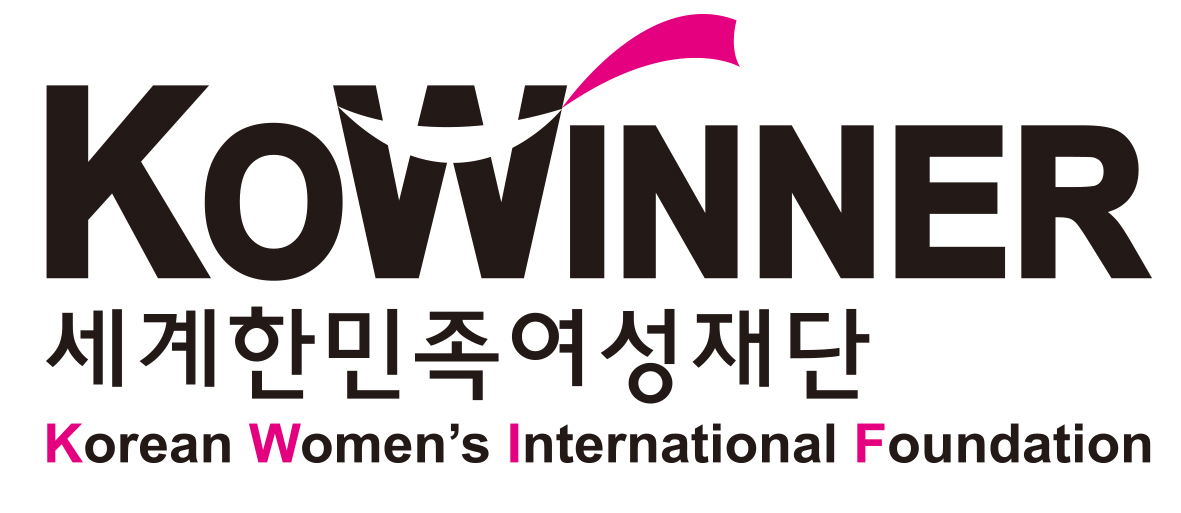 KOWINNER
세계한민족여성재단
Korean Women’s International Foundation